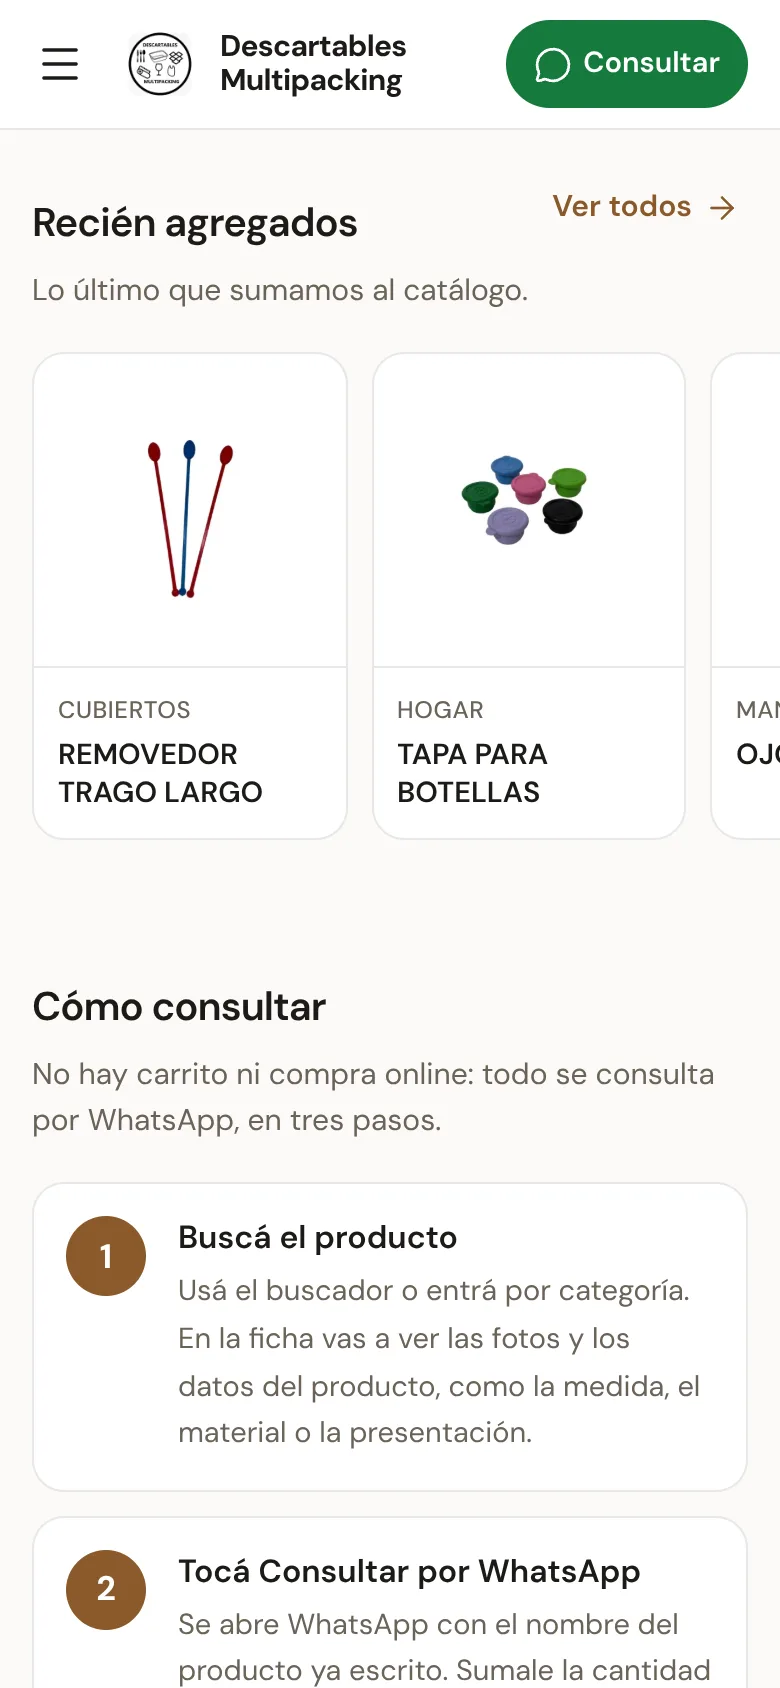 DESCARTABLES
MULTIPACKING
Descartables
Multipacking
Consultar
Recién agregados
Ver todos
Lo último que sumamos al catálogo.
CUBIERTOS
REMOVEDOR
TRAGO LARGO
HOGAR
TAPA PARA
BOTELLAS
Cómo consultar
No hay carrito ni compra online: todo se consulta
por WhatsApp, en tres pasos.
1
Buscá el producto
Usá el buscador o entrá por categoría.
En la ficha vas a ver las fotos y los
datos del producto, como la medida, el
material o la presentación.
2
Tocá Consultar por WhatsApp
Se abre WhatsApp con el nombre del
producto ya escrito. Sumale la cantidad